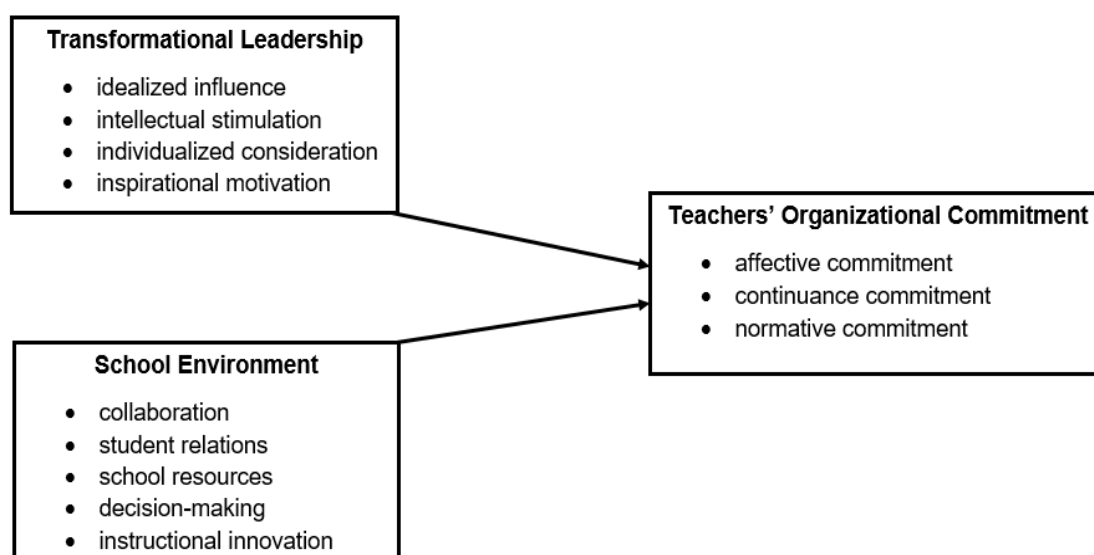 Transformational Leadership
• idealized influence
• intellectual stimulation
• individualized consideration
• inspirational motivation
Teachers’ Organizational Commitment
• affective commitment
• continuance commitment
• normative commitment
School Environment
• collaboration
• student relations
• school resources
• decision-making
• instructional innovation